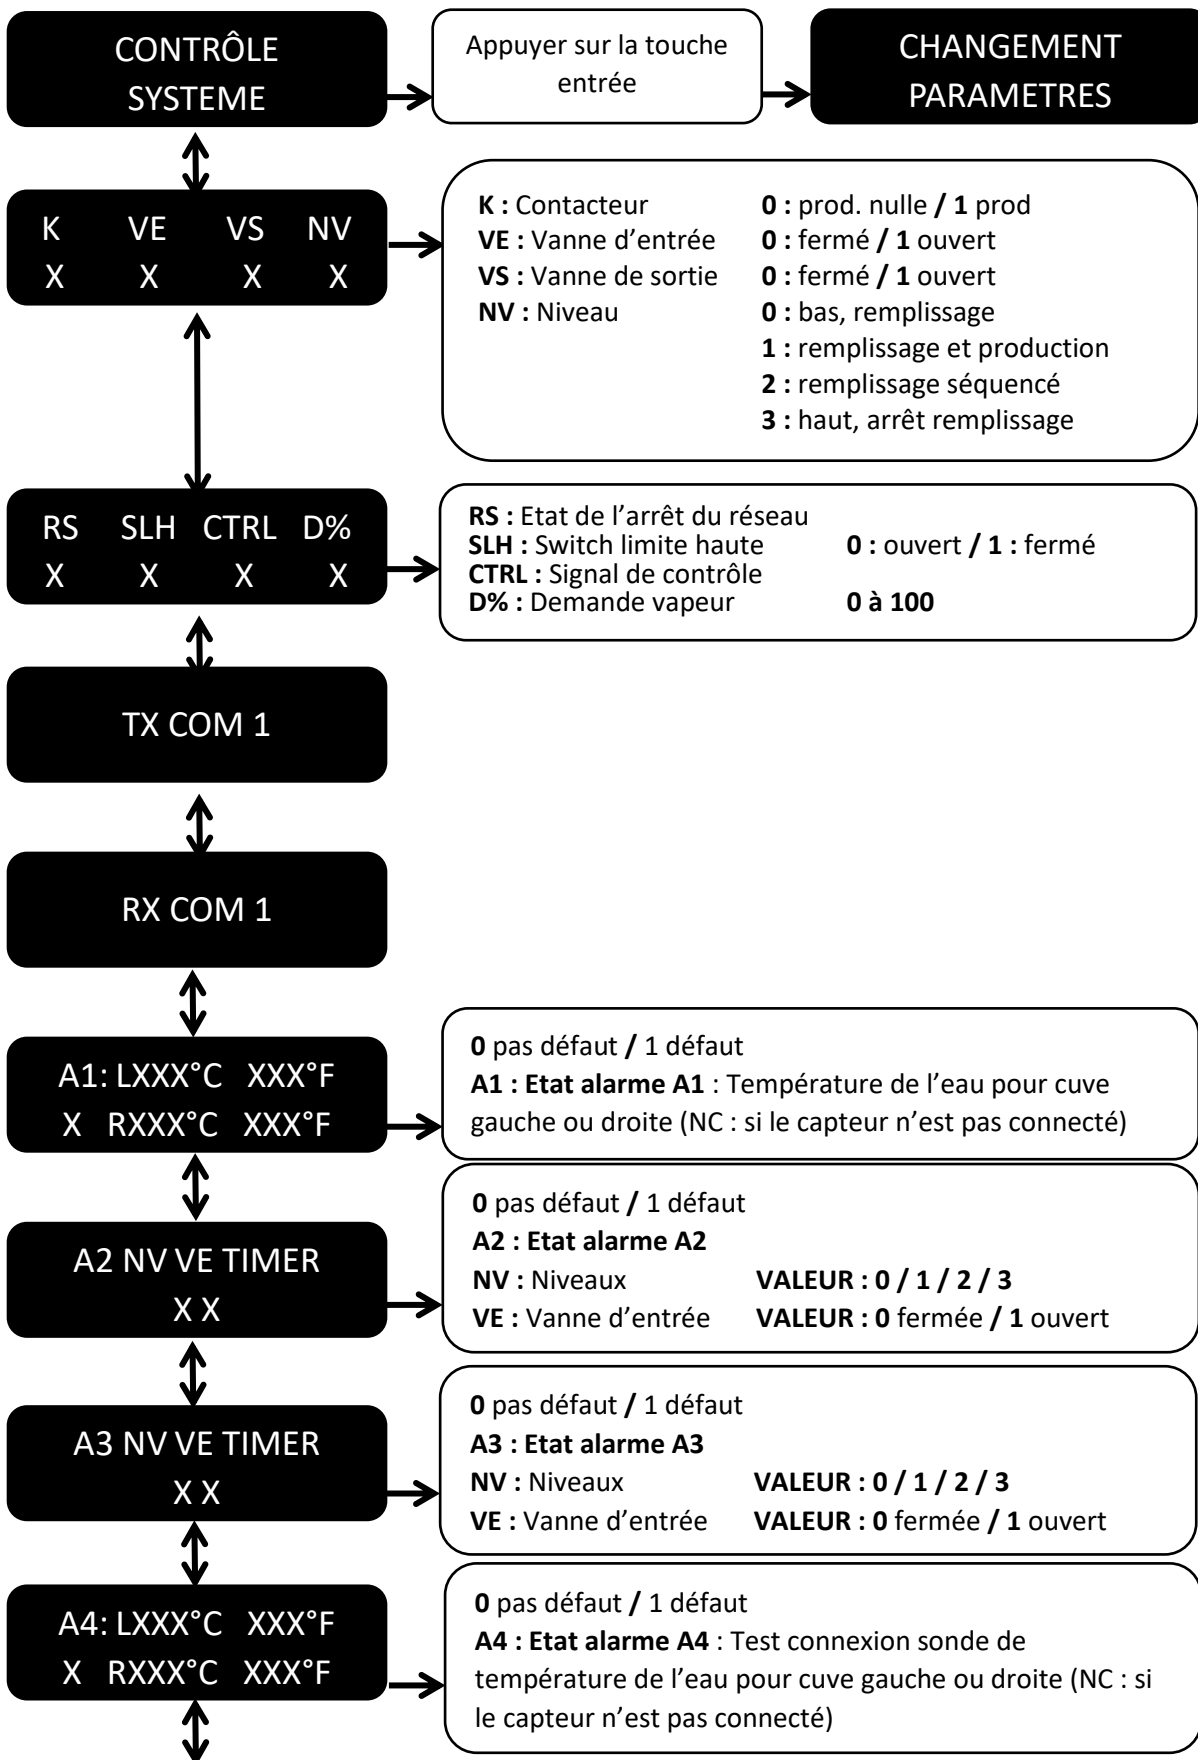 CONTRÔLE
SYSTEME
Appuyer sur la touche
entrée
CHANGEMENT
PARAMETRES
K VE VS NV
X X X X
K : Contacteur 0 : prod. nulle / 1 prod
VE : Vanne d’entrée 0 : fermé / 1 ouvert
VS : Vanne de sortie 0 : fermé / 1 ouvert
NV : Niveau 0 : bas, remplissage
1 : remplissage et production
2 : remplissage séquencé
3 : haut, arrêt remplissage
RS SLH CTRL D%
X X X X
RS : Etat de l’arrêt du réseau
SLH : Switch limite haute 0 : ouvert / 1 : fermé
CTRL : Signal de contrôle
D% : Demande vapeur 0 à 100
TX COM 1
RX COM 1
A1: LXXX°C XXX°F
X RXXX°C XXX°F
0 pas défaut / 1 défaut
A1 : Etat alarme A1 : Température de l’eau pour cuve
gauche ou droite (NC : si le capteur n’est pas connecté)
A2 NV VE TIMER
X X
0 pas défaut / 1 défaut
A2 : Etat alarme A2
NV : Niveaux VALEUR : 0 / 1 / 2 / 3
VE : Vanne d’entrée VALEUR : 0 fermée / 1 ouvert
A3 NV VE TIMER
X X
0 pas défaut / 1 défaut
A3 : Etat alarme A3
NV : Niveaux VALEUR : 0 / 1 / 2 / 3
VE : Vanne d’entrée VALEUR : 0 fermée / 1 ouvert
A4: LXXX°C XXX°F
X RXXX°C XXX°F
0 pas défaut / 1 défaut
A4 : Etat alarme A4 : Test connexion sonde de
température de l’eau pour cuve gauche ou droite (NC : si
le capteur n’est pas connecté)